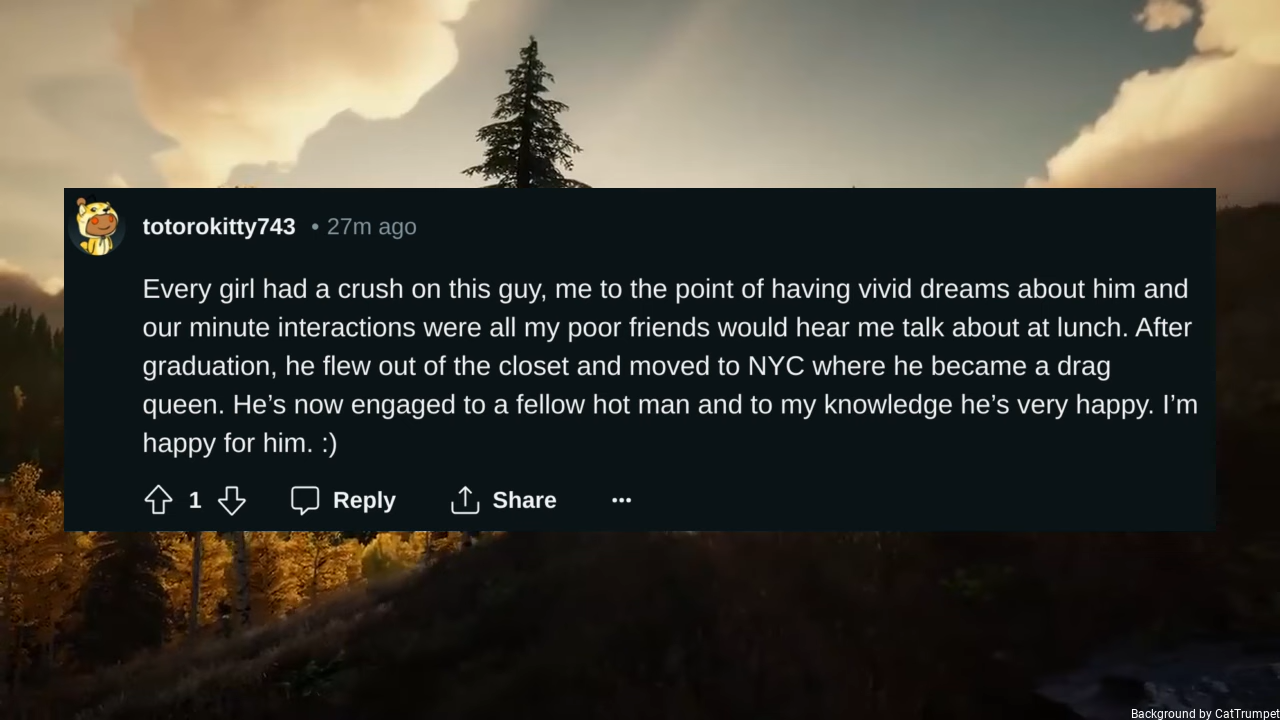 totorokitty743 • 27m ago
Every girl had a crush on this guy, me to the point of having vivid dreams about him and
our minute interactions were all my poor friends would hear me talk about at lunch. After
graduation, he flew out of the closet and moved to NYC where he became a drag
queen. He’s now engaged to a fellow hot man and to my knowledge he’s very happy. I’m
happy for him. :)
1 Reply Share ...
Background by CatTrumpet